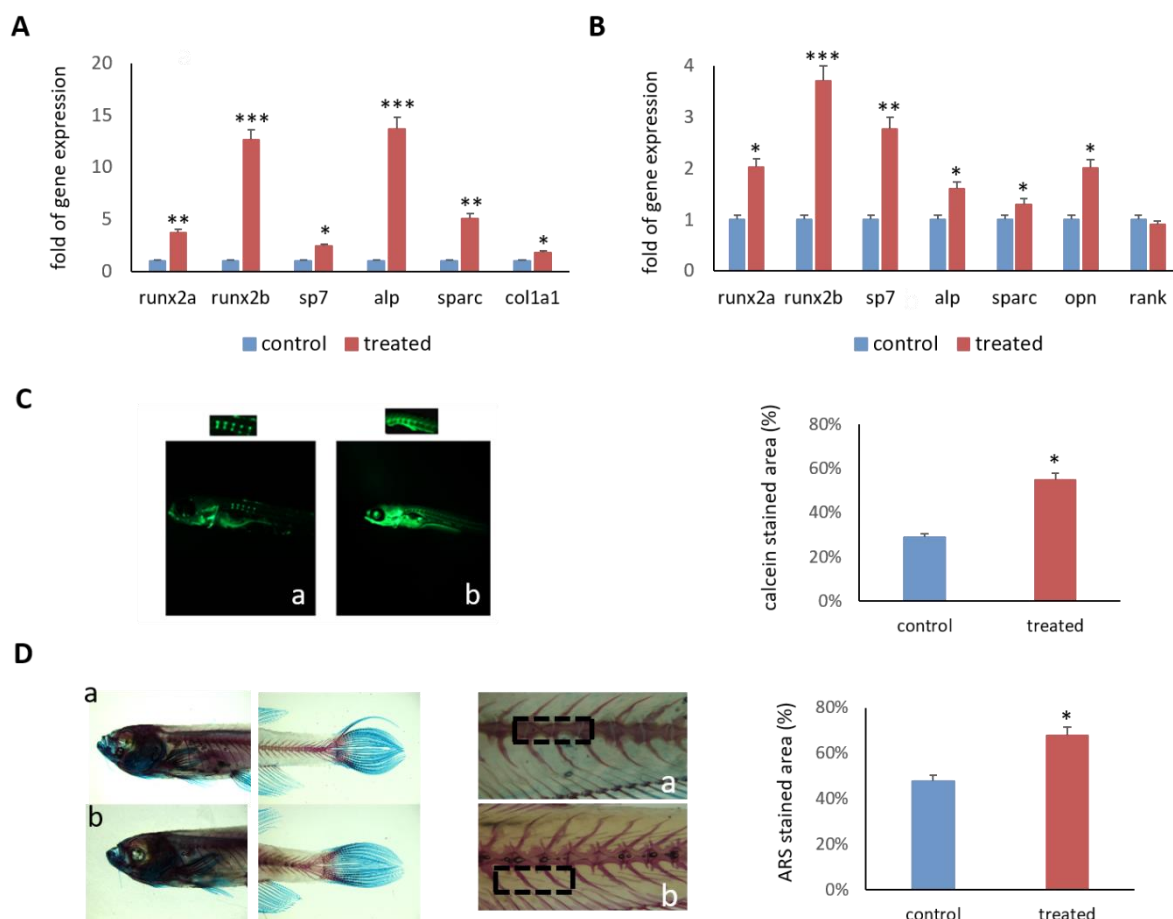 A
fold of gene expression
20
15
10
5
0
** *** * *** ** *
runx2a runx2b sp7 alp sparc col1a1
control treated
B
fold of gene expression
4
3
2
1
0
* *** ** * * *
runx2a runx2b sp7 alp sparc opn rank
control treated
C
a b
calcein stained area (%)
80%
60%
40%
20%
0%
*
control treated
D
a
b
a
b
ARS stained area (%)
80%
60%
40%
20%
0%
*
control treated